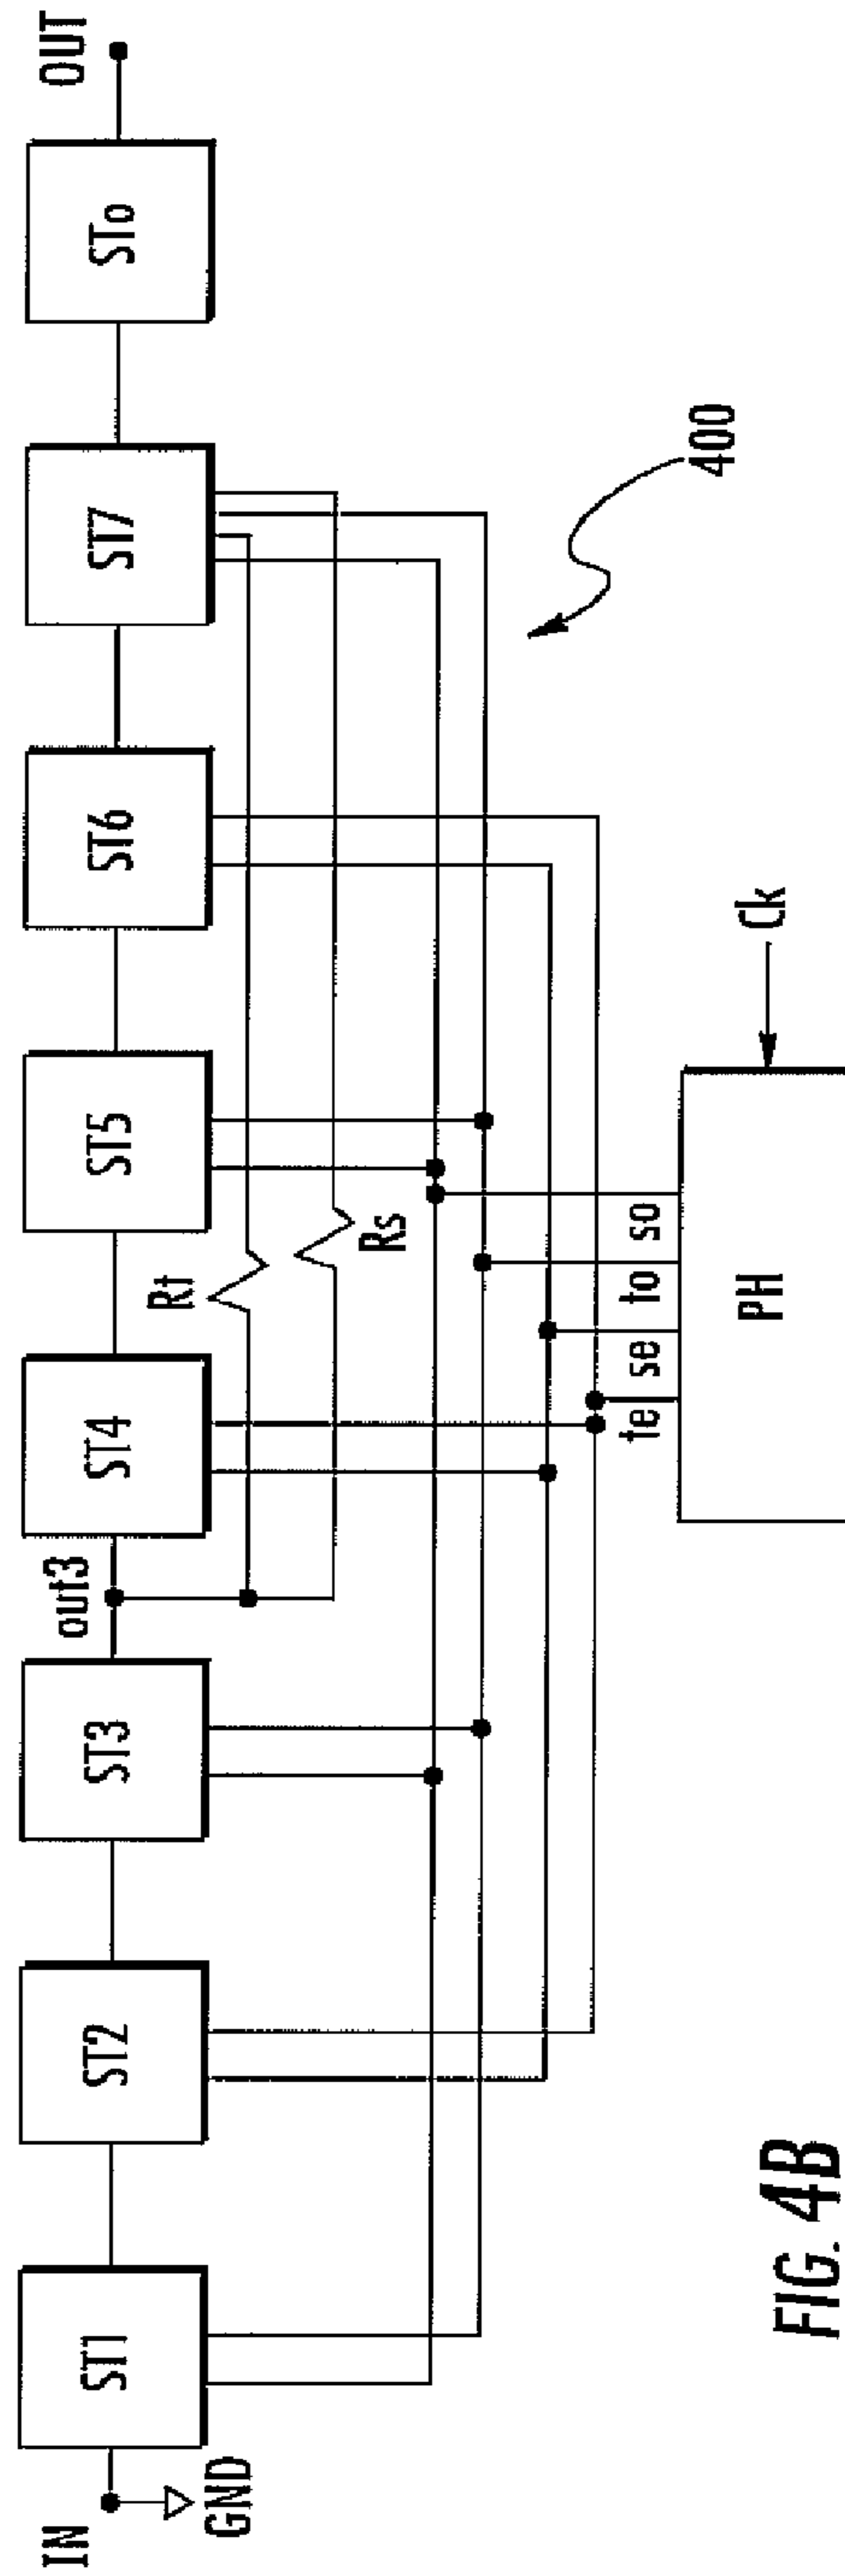 IN
GND
ST1
ST2
ST3
out3
ST4
ST5
ST6
ST7
STo
OUT
Rt
Rs
te
se
to
so
PH
Ck
400
FIG. 4B